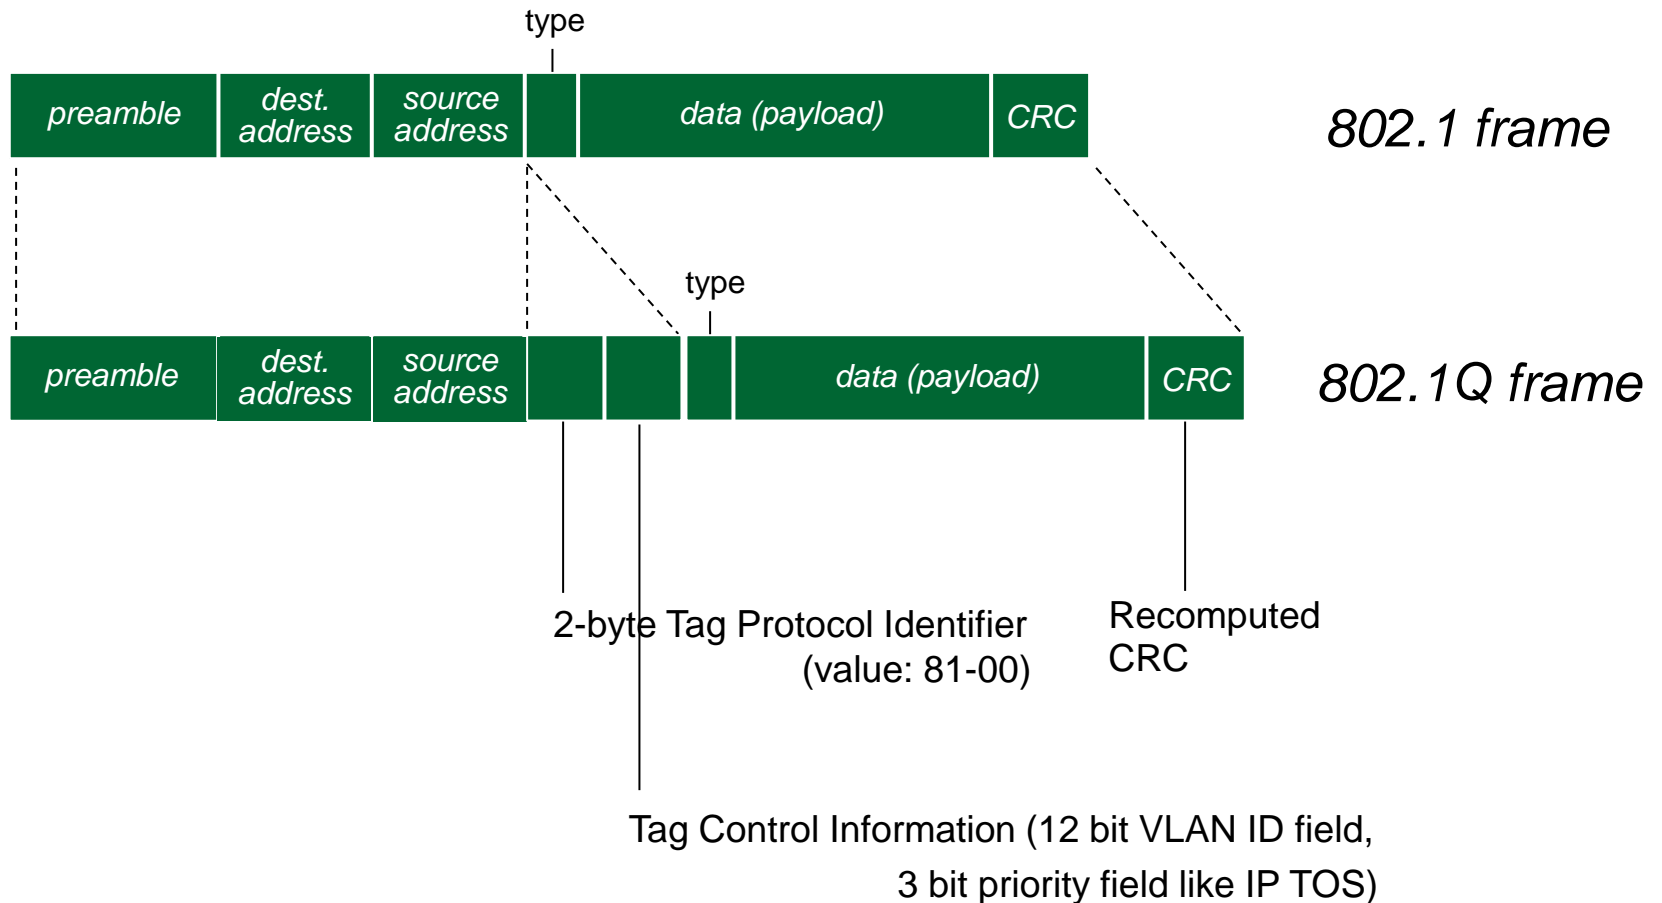 type
preamble
dest.
address
source
address
data (payload)
CRC
802.1 frame
type
preamble
dest.
address
source
address
data (payload)
CRC
802.1Q frame
2-byte Tag Protocol Identifier
(value: 81-00)
Recomputed
CRC
Tag Control Information (12 bit VLAN ID field,
3 bit priority field like IP TOS)